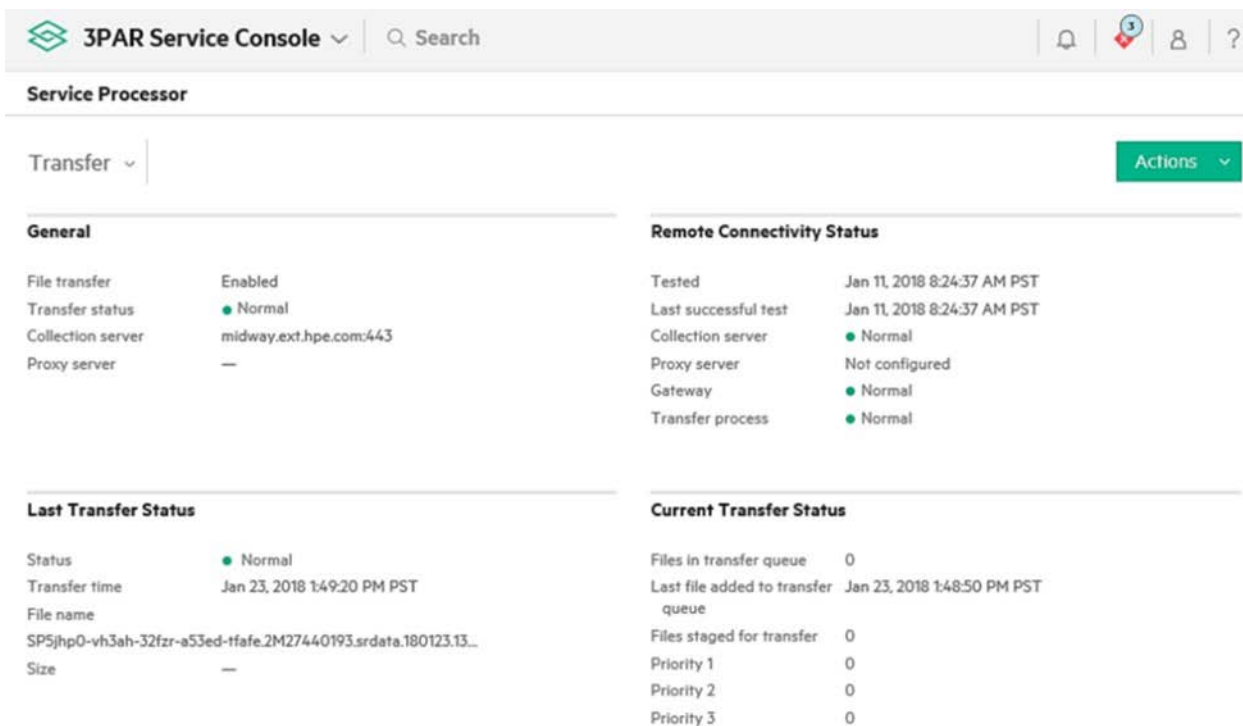 3PAR Service Console Search 3 ?
Service Processor
Transfer Actions
General
File transfer Enabled
Transfer status Normal
Collection server midway.ext.hpe.com:443
Proxy server —
Remote Connectivity Status
Tested Jan 11, 2018 8:24:37 AM PST
Last successful test Jan 11, 2018 8:24:37 AM PST
Collection server Normal
Proxy server Not configured
Gateway Normal
Transfer process Normal
Last Transfer Status
Status Normal
Transfer time Jan 23, 2018 1:49:20 PM PST
File name
SP5jhp0-vh3ah-32fzr-a53ed-tfafe.2M27440193.srdata.180123.13...
Size —
Current Transfer Status
Files in transfer queue 0
Last file added to transfer Jan 23, 2018 1:48:50 PM PST
queue
Files staged for transfer 0
Priority 1 0
Priority 2 0
Priority 3 0